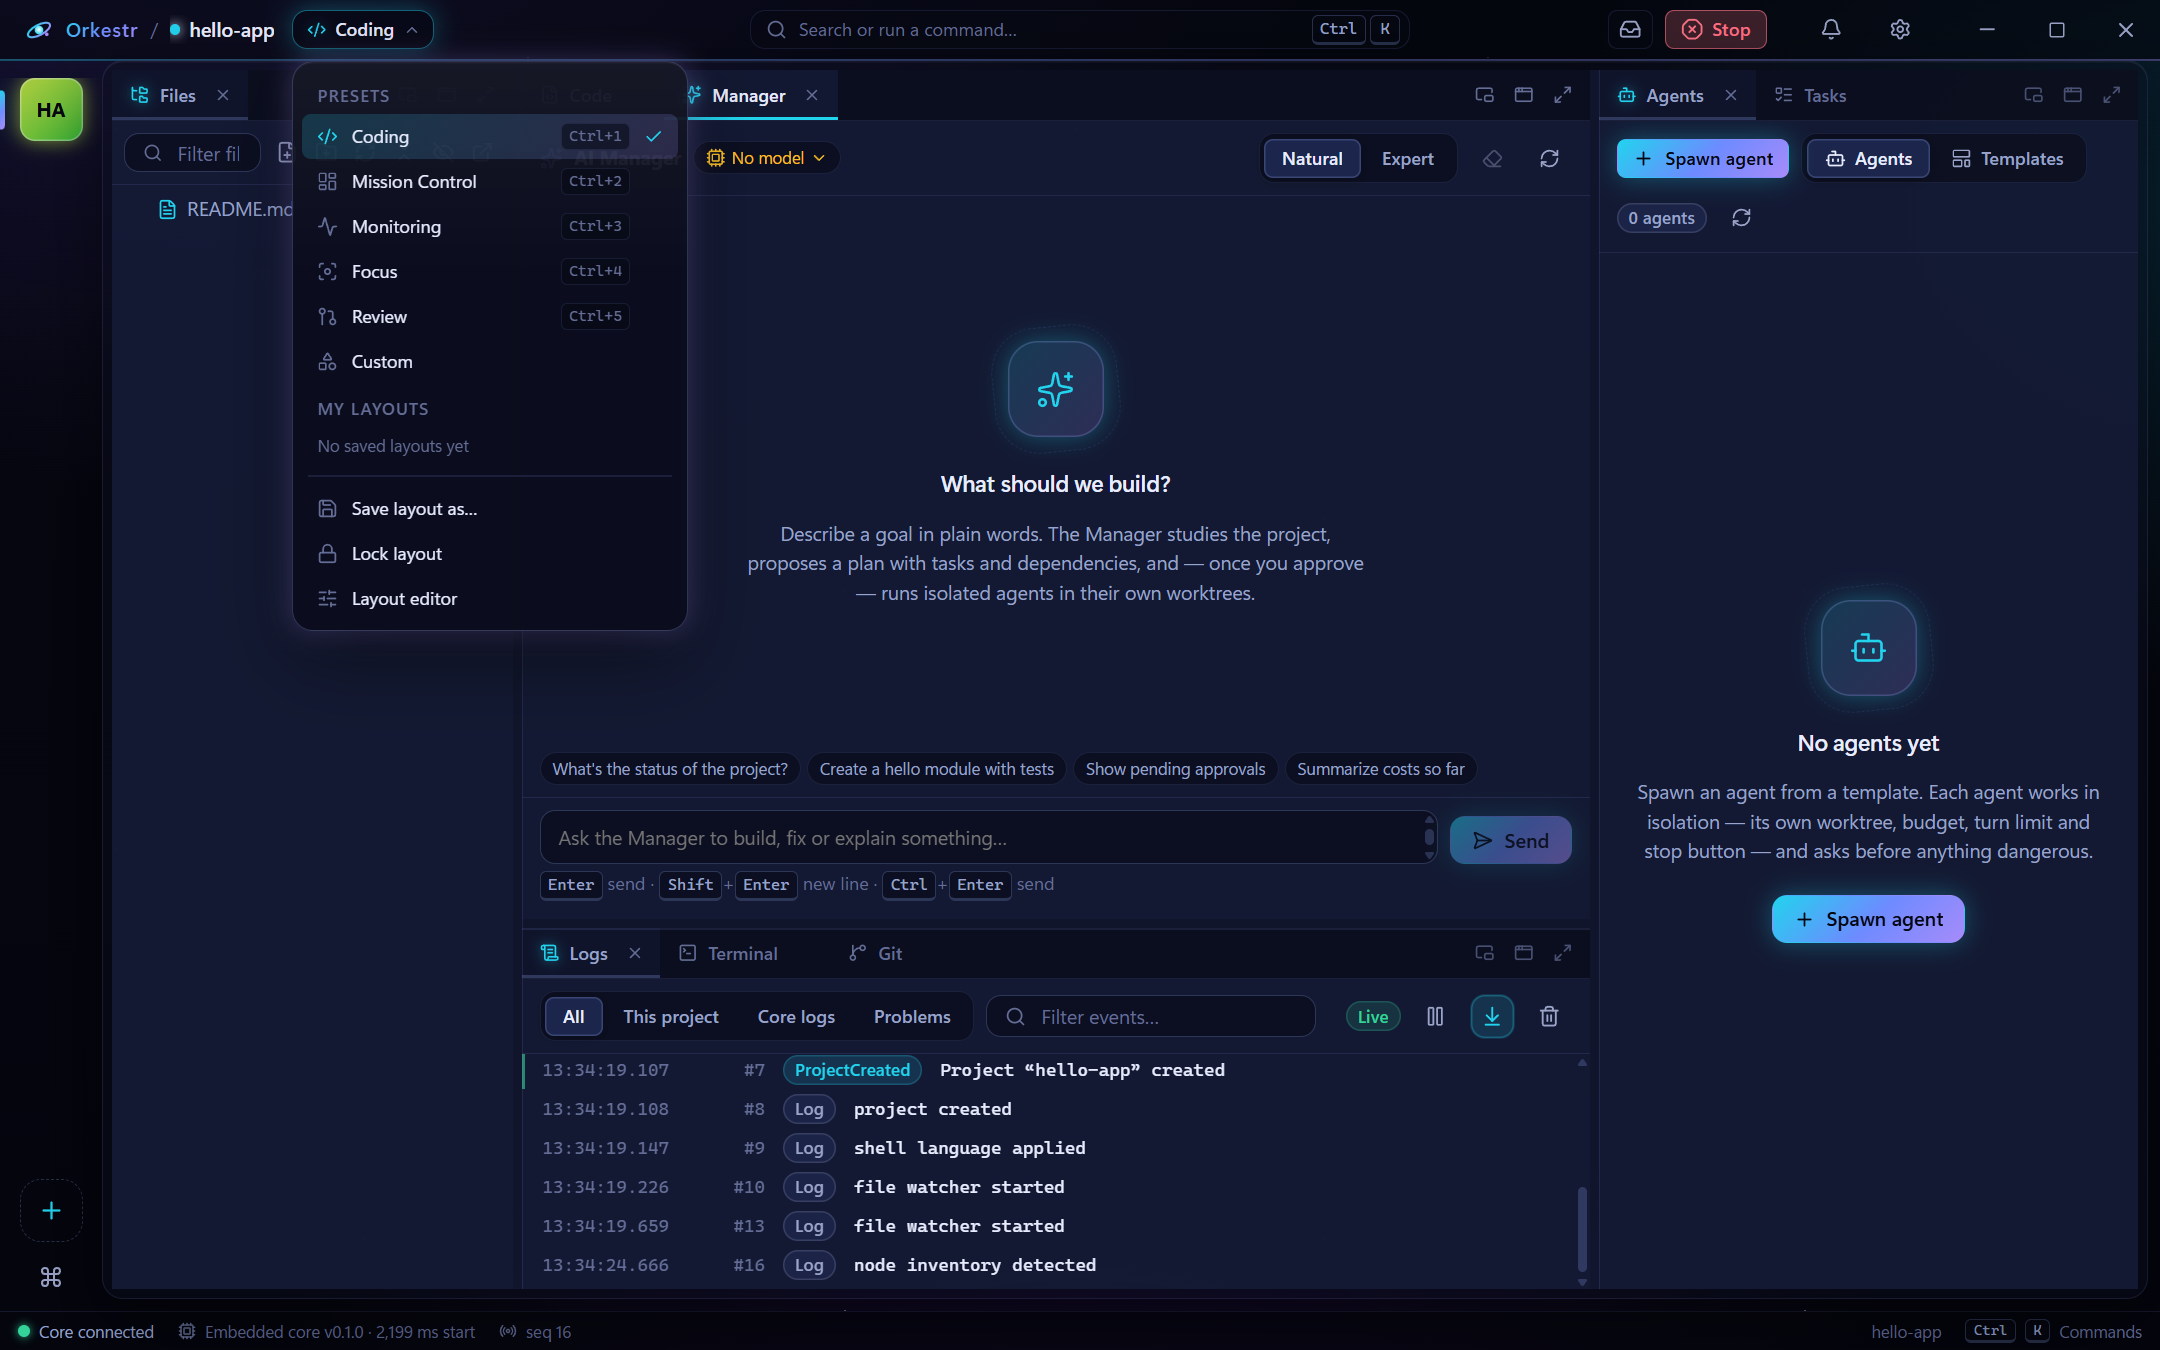 Orkestr / hello-app
Coding
Search or run a command...
Ctrl K
Stop
HA
Files
Filter fil
README.md
PRESETS
Coding Ctrl+1
Mission Control Ctrl+2
Monitoring Ctrl+3
Focus Ctrl+4
Review Ctrl+5
Custom
MY LAYOUTS
No saved layouts yet
Save layout as...
Lock layout
Layout editor
Code
Manager
AI Manager
No model
Natural Expert
What should we build?
Describe a goal in plain words. The Manager studies the project,
proposes a plan with tasks and dependencies, and — once you approve
— runs isolated agents in their own worktrees.
What's the status of the project? Create a hello module with tests Show pending approvals Summarize costs so far
Ask the Manager to build, fix or explain something...
Send
Enter send · Shift + Enter new line · Ctrl + Enter send
Logs Terminal Git
All This project Core logs Problems
Filter events...
Live
13:34:19.107 #7 ProjectCreated Project “hello-app” created
13:34:19.108 #8 Log project created
13:34:19.147 #9 Log shell language applied
13:34:19.226 #10 Log file watcher started
13:34:19.659 #13 Log file watcher started
13:34:24.666 #16 Log node inventory detected
Agents Tasks
+ Spawn agent
Agents Templates
0 agents
No agents yet
Spawn an agent from a template. Each agent works in
isolation — its own worktree, budget, turn limit and
stop button — and asks before anything dangerous.
+ Spawn agent
Core connected Embedded core v0.1.0 · 2,199 ms start seq 16
hello-app Ctrl K Commands